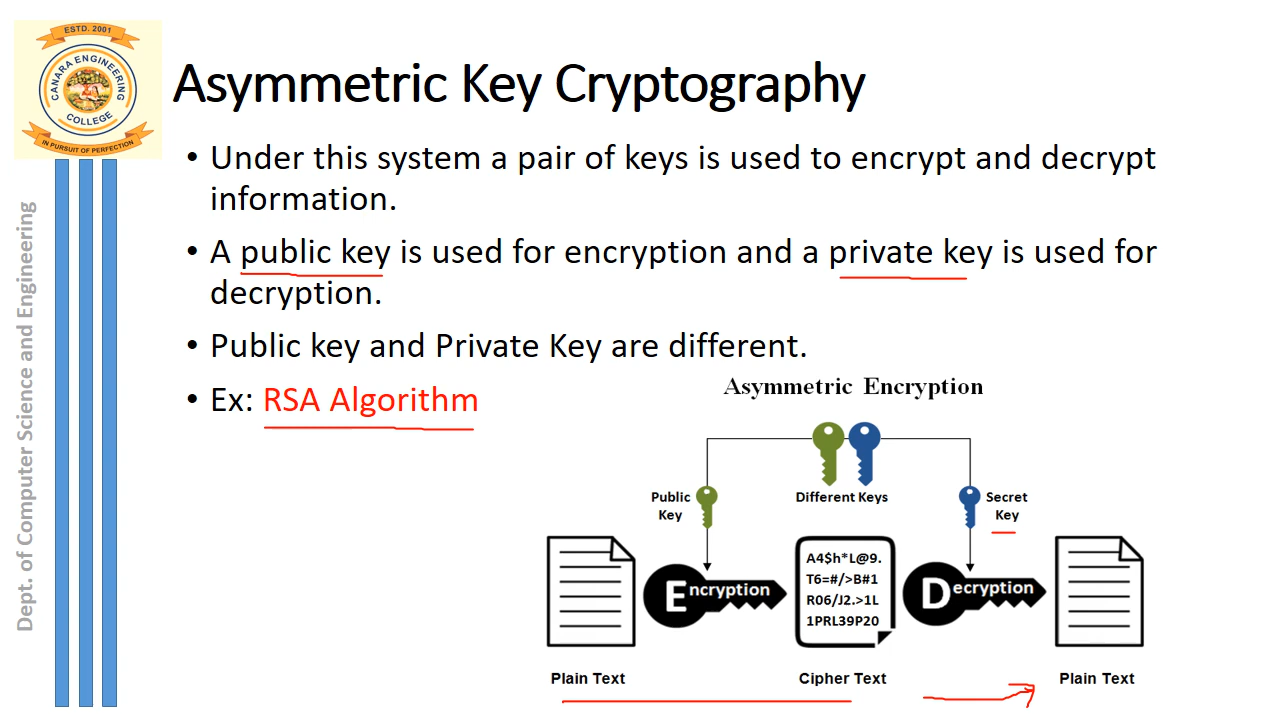 ESTD. 2001
CANARA ENGINEERING
COLLEGE
IN PURSUIT OF PERFECTION
Dept. of Computer Science and Engineering
Asymmetric Key Cryptography
• Under this system a pair of keys is used to encrypt and decrypt
information.
• A public key is used for encryption and a private key is used for
decryption.
• Public key and Private Key are different.
• Ex: RSA Algorithm
Asymmetric Encryption
Public
Key
Different Keys
Secret
Key
Encryption
A4$h*L@9.
T6=#/>B#1
R06/J2.>1L
1PRL39P20
Decryption
Plain Text
Cipher Text
Plain Text